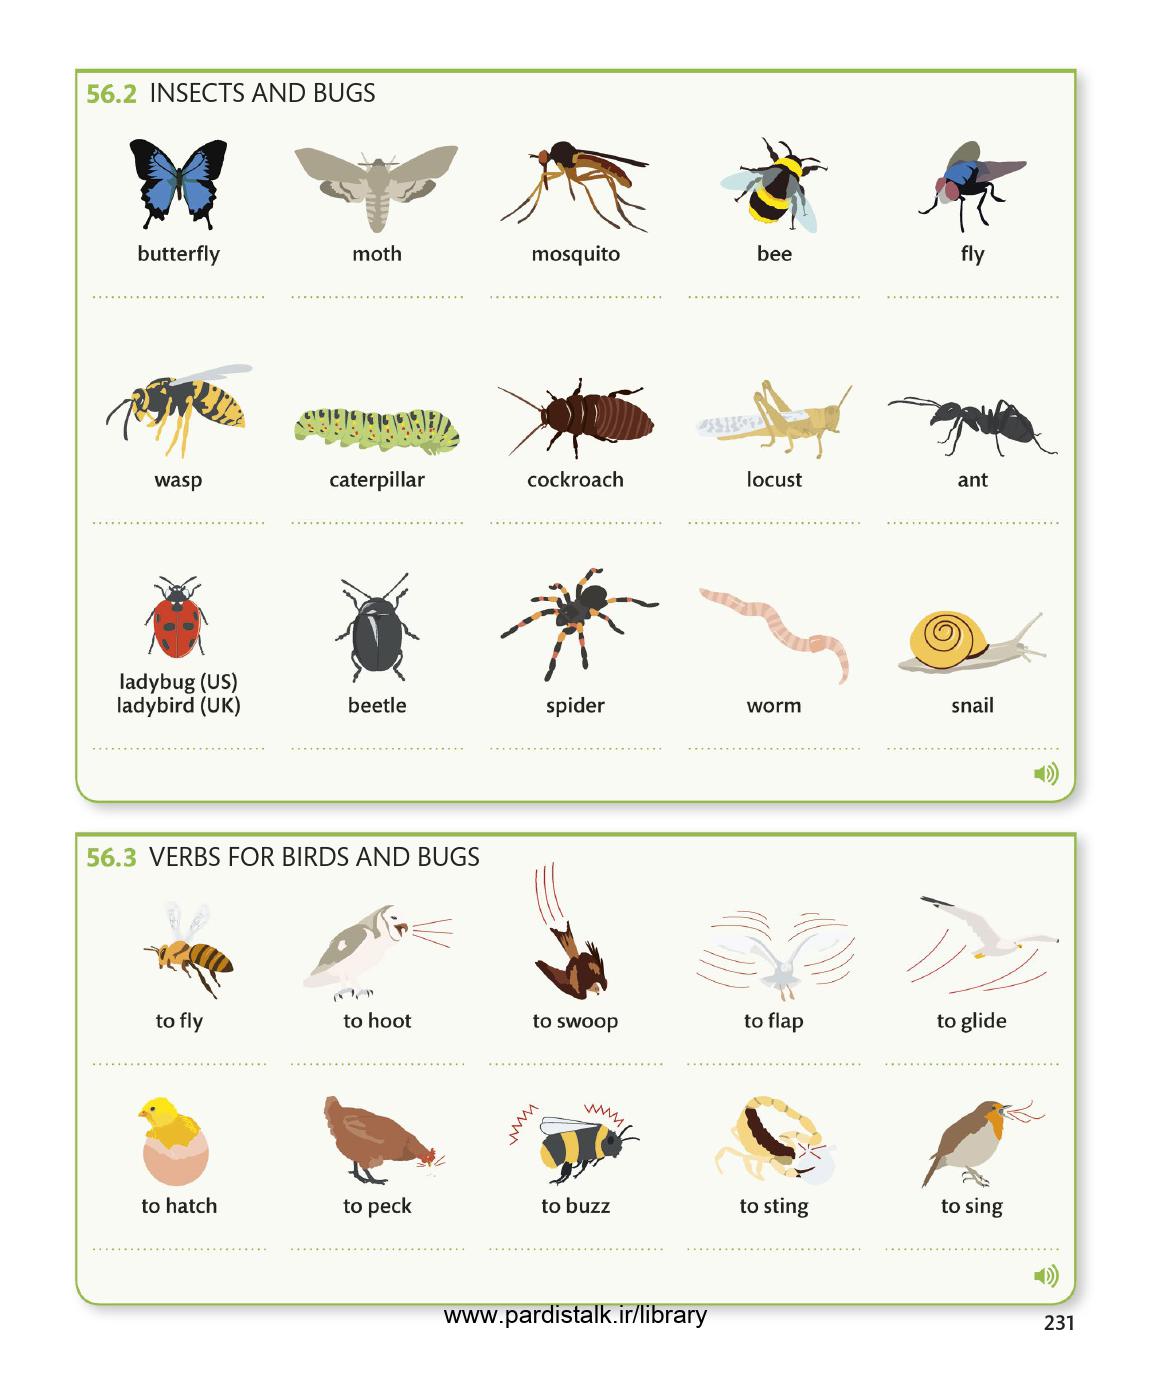 56.2 INSECTS AND BUGS
butterfly moth mosquito bee fly
wasp caterpillar cockroach locust ant
ladybug (US)
ladybird (UK) beetle spider worm snail
56.3 VERBS FOR BIRDS AND BUGS
to fly to hoot to swoop to flap to glide
to hatch to peck to buzz to sting to sing
www.pardistalk.ir/library
231